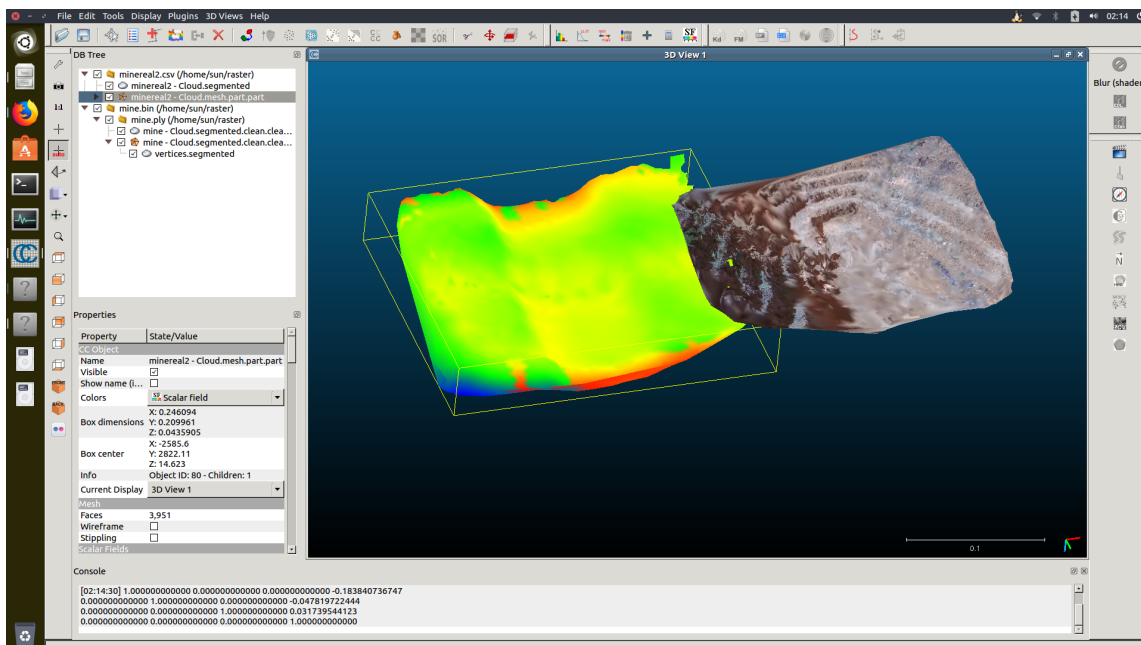 File Edit Tools Display Plugins 3D Views Help
02:14
SOR
SF
Kd
FM
DB Tree
3D View 1
minereal2.csv (/home/sun/raster)
minereal2 - Cloud.segmented
minereal2 - Cloud.mesh.part.part
mine.bin (/home/sun/raster)
mine.ply (/home/sun/raster)
mine - Cloud.segmented.clean.clea...
mine - Cloud.segmented.clean.clea...
vertices.segmented
1:1
auto
Blur (shader
N
Properties
Property State/Value
CC Object
Name minereal2 - Cloud.mesh.part.part
Visible
Show name (i...
Colors Scalar field
Box dimensions X: 0.246094
Y: 0.209961
Z: 0.0435905
Box center X: -2585.6
Y: 2822.11
Z: 14.623
Info Object ID: 80 - Children: 1
Current Display 3D View 1
Mesh
Faces 3,951
Wireframe
Stippling
Scalar Fields
0.1
Console
[02:14:30] 1.000000000000 0.000000000000 0.000000000000 -0.183840736747
0.000000000000 1.000000000000 0.000000000000 -0.047819722444
0.000000000000 0.000000000000 1.000000000000 0.031739544123
0.000000000000 0.000000000000 0.000000000000 1.000000000000